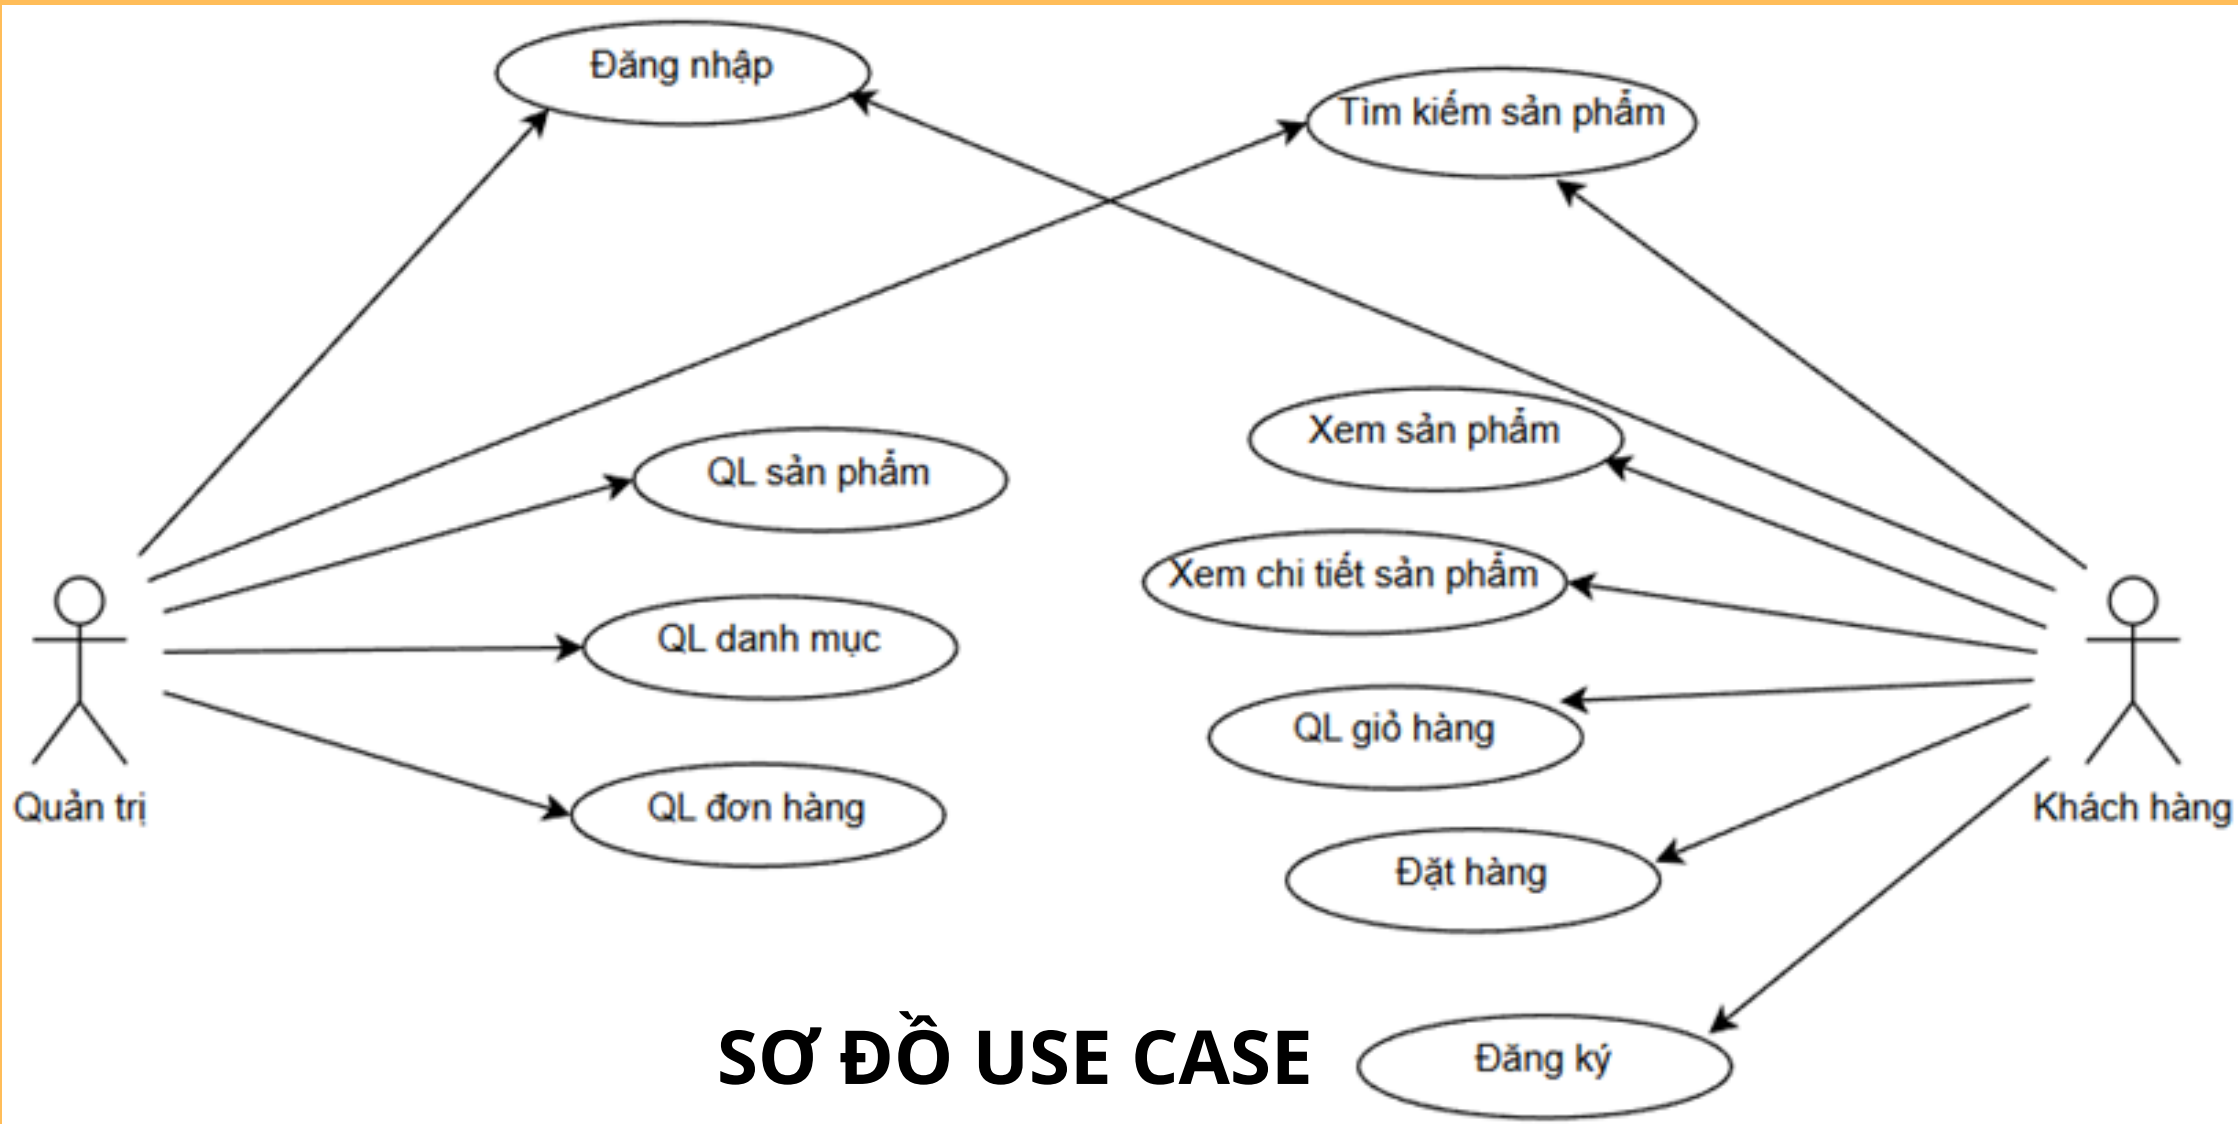 Đăng nhập
Tìm kiếm sản phẩm
Xem sản phẩm
QL sản phẩm
Xem chi tiết sản phẩm
QL danh mục
QL giỏ hàng
Quản trị
QL đơn hàng
Khách hàng
Đặt hàng
SƠ ĐỒ USE CASE
Đăng ký